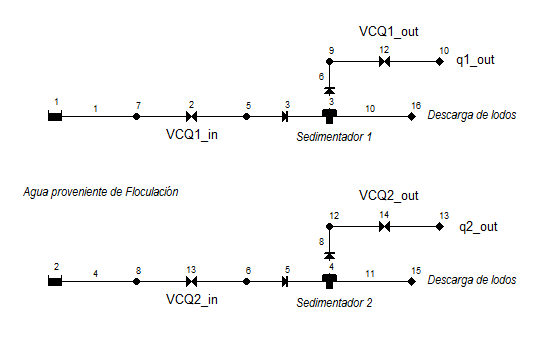 VCQ1_out
9
12
10
q1_out
6
1
1
7
2
5
3
3
10
16
VCQ1_in
Sedimentador 1
Descarga de lodos
Agua proveniente de Floculación
VCQ2_out
12
14
13
q2_out
8
2
4
8
13
6
5
4
11
15
VCQ2_in
Sedimentador 2
Descarga de lodos